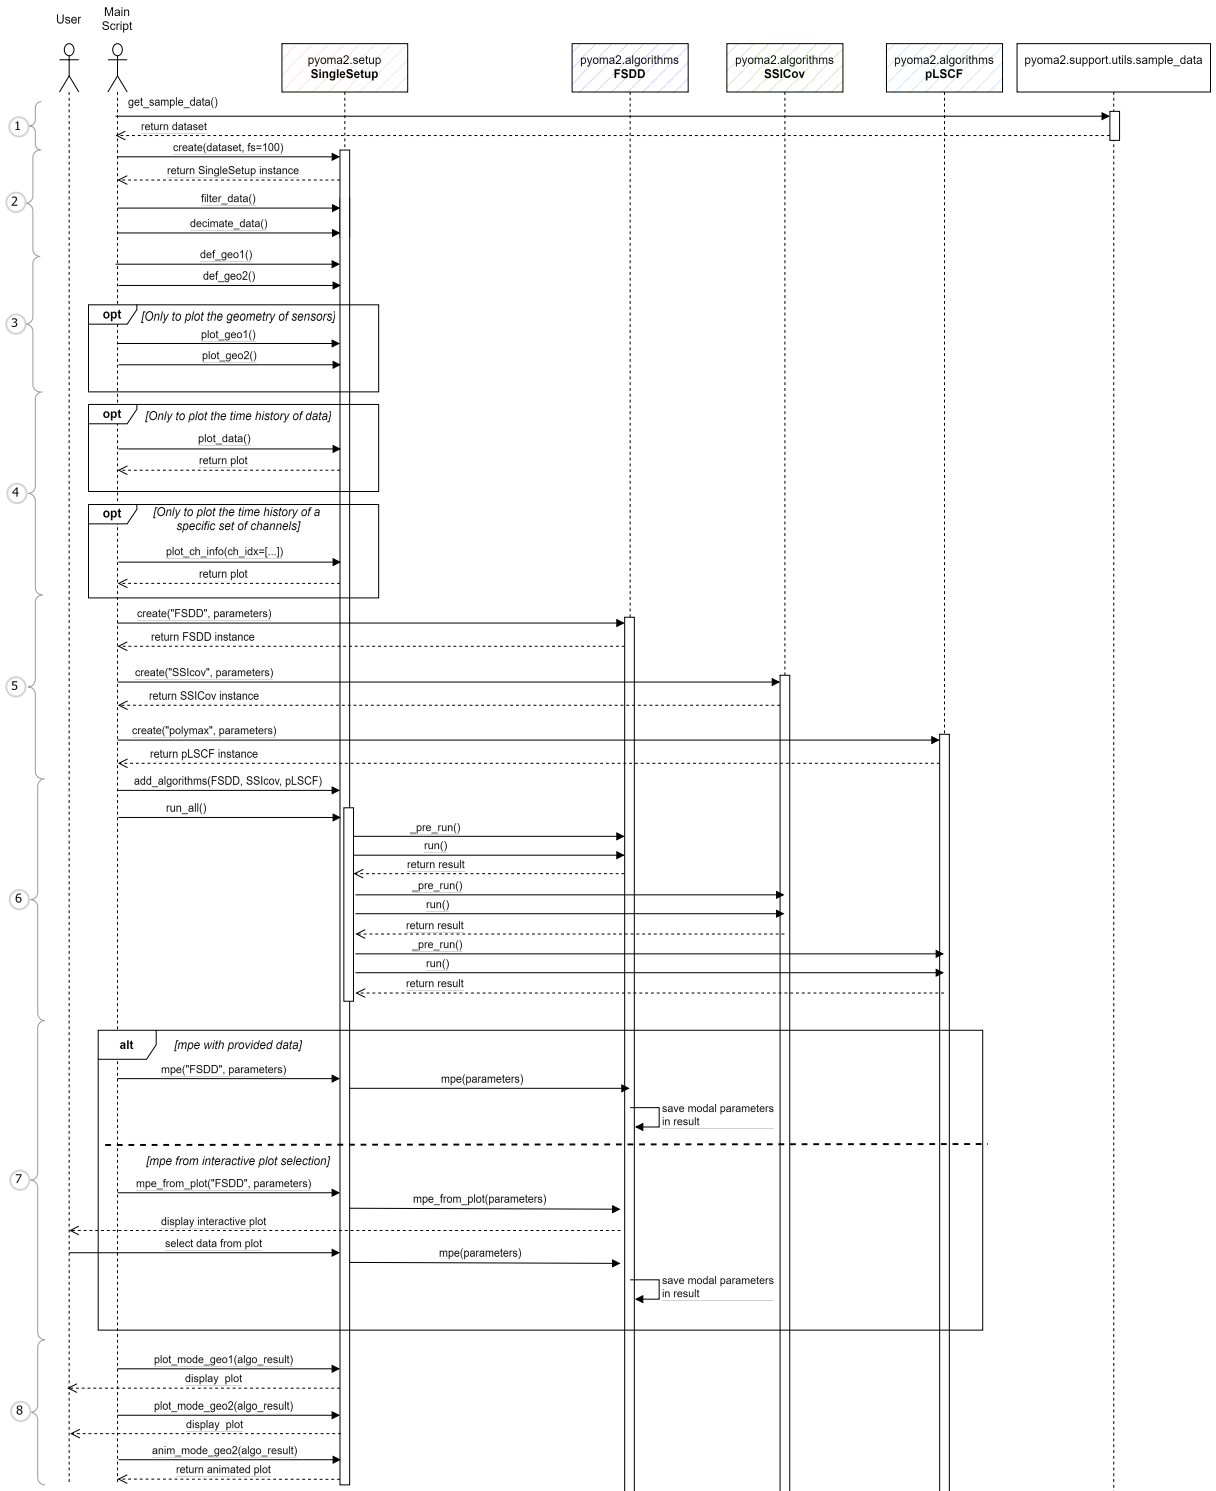 User
Main
Script
pyoma2.setup
SingleSetup
pyoma2.algorithms
FSDD
pyoma2.algorithms
SSICov
pyoma2.algorithms
pLSCF
pyoma2.support.utils.sample_data
get_sample_data()
1
return dataset
create(dataset, fs=100)
return SingleSetup instance
2
filter_data()
decimate_data()
def_geo1()
def_geo2()
opt
[Only to plot the geometry of sensors]
3
plot_geo1()
plot_geo2()
opt
[Only to plot the time history of data]
plot_data()
return plot
4
opt
[Only to plot the time history of a
specific set of channels]
plot_ch_info(ch_idx=[...])
return plot
create("FSDD", parameters)
return FSDD instance
create("SSIcov", parameters)
5
return SSICov instance
create("polymax", parameters)
return pLSCF instance
add_algorithms(FSDD, SSIcov, pLSCF)
run_all()
_pre_run()
run()
return result
_pre_run()
6
run()
return result
_pre_run()
run()
return result
alt
[mpe with provided data]
mpe("FSDD", parameters)
mpe(parameters)
save modal parameters
in result
[mpe from interactive plot selection]
7
mpe_from_plot("FSDD", parameters)
mpe_from_plot(parameters)
display interactive plot
select data from plot
mpe(parameters)
save modal parameters
in result
plot_mode_geo1(algo_result)
display plot
8
plot_mode_geo2(algo_result)
display plot
anim_mode_geo2(algo_result)
return animated plot